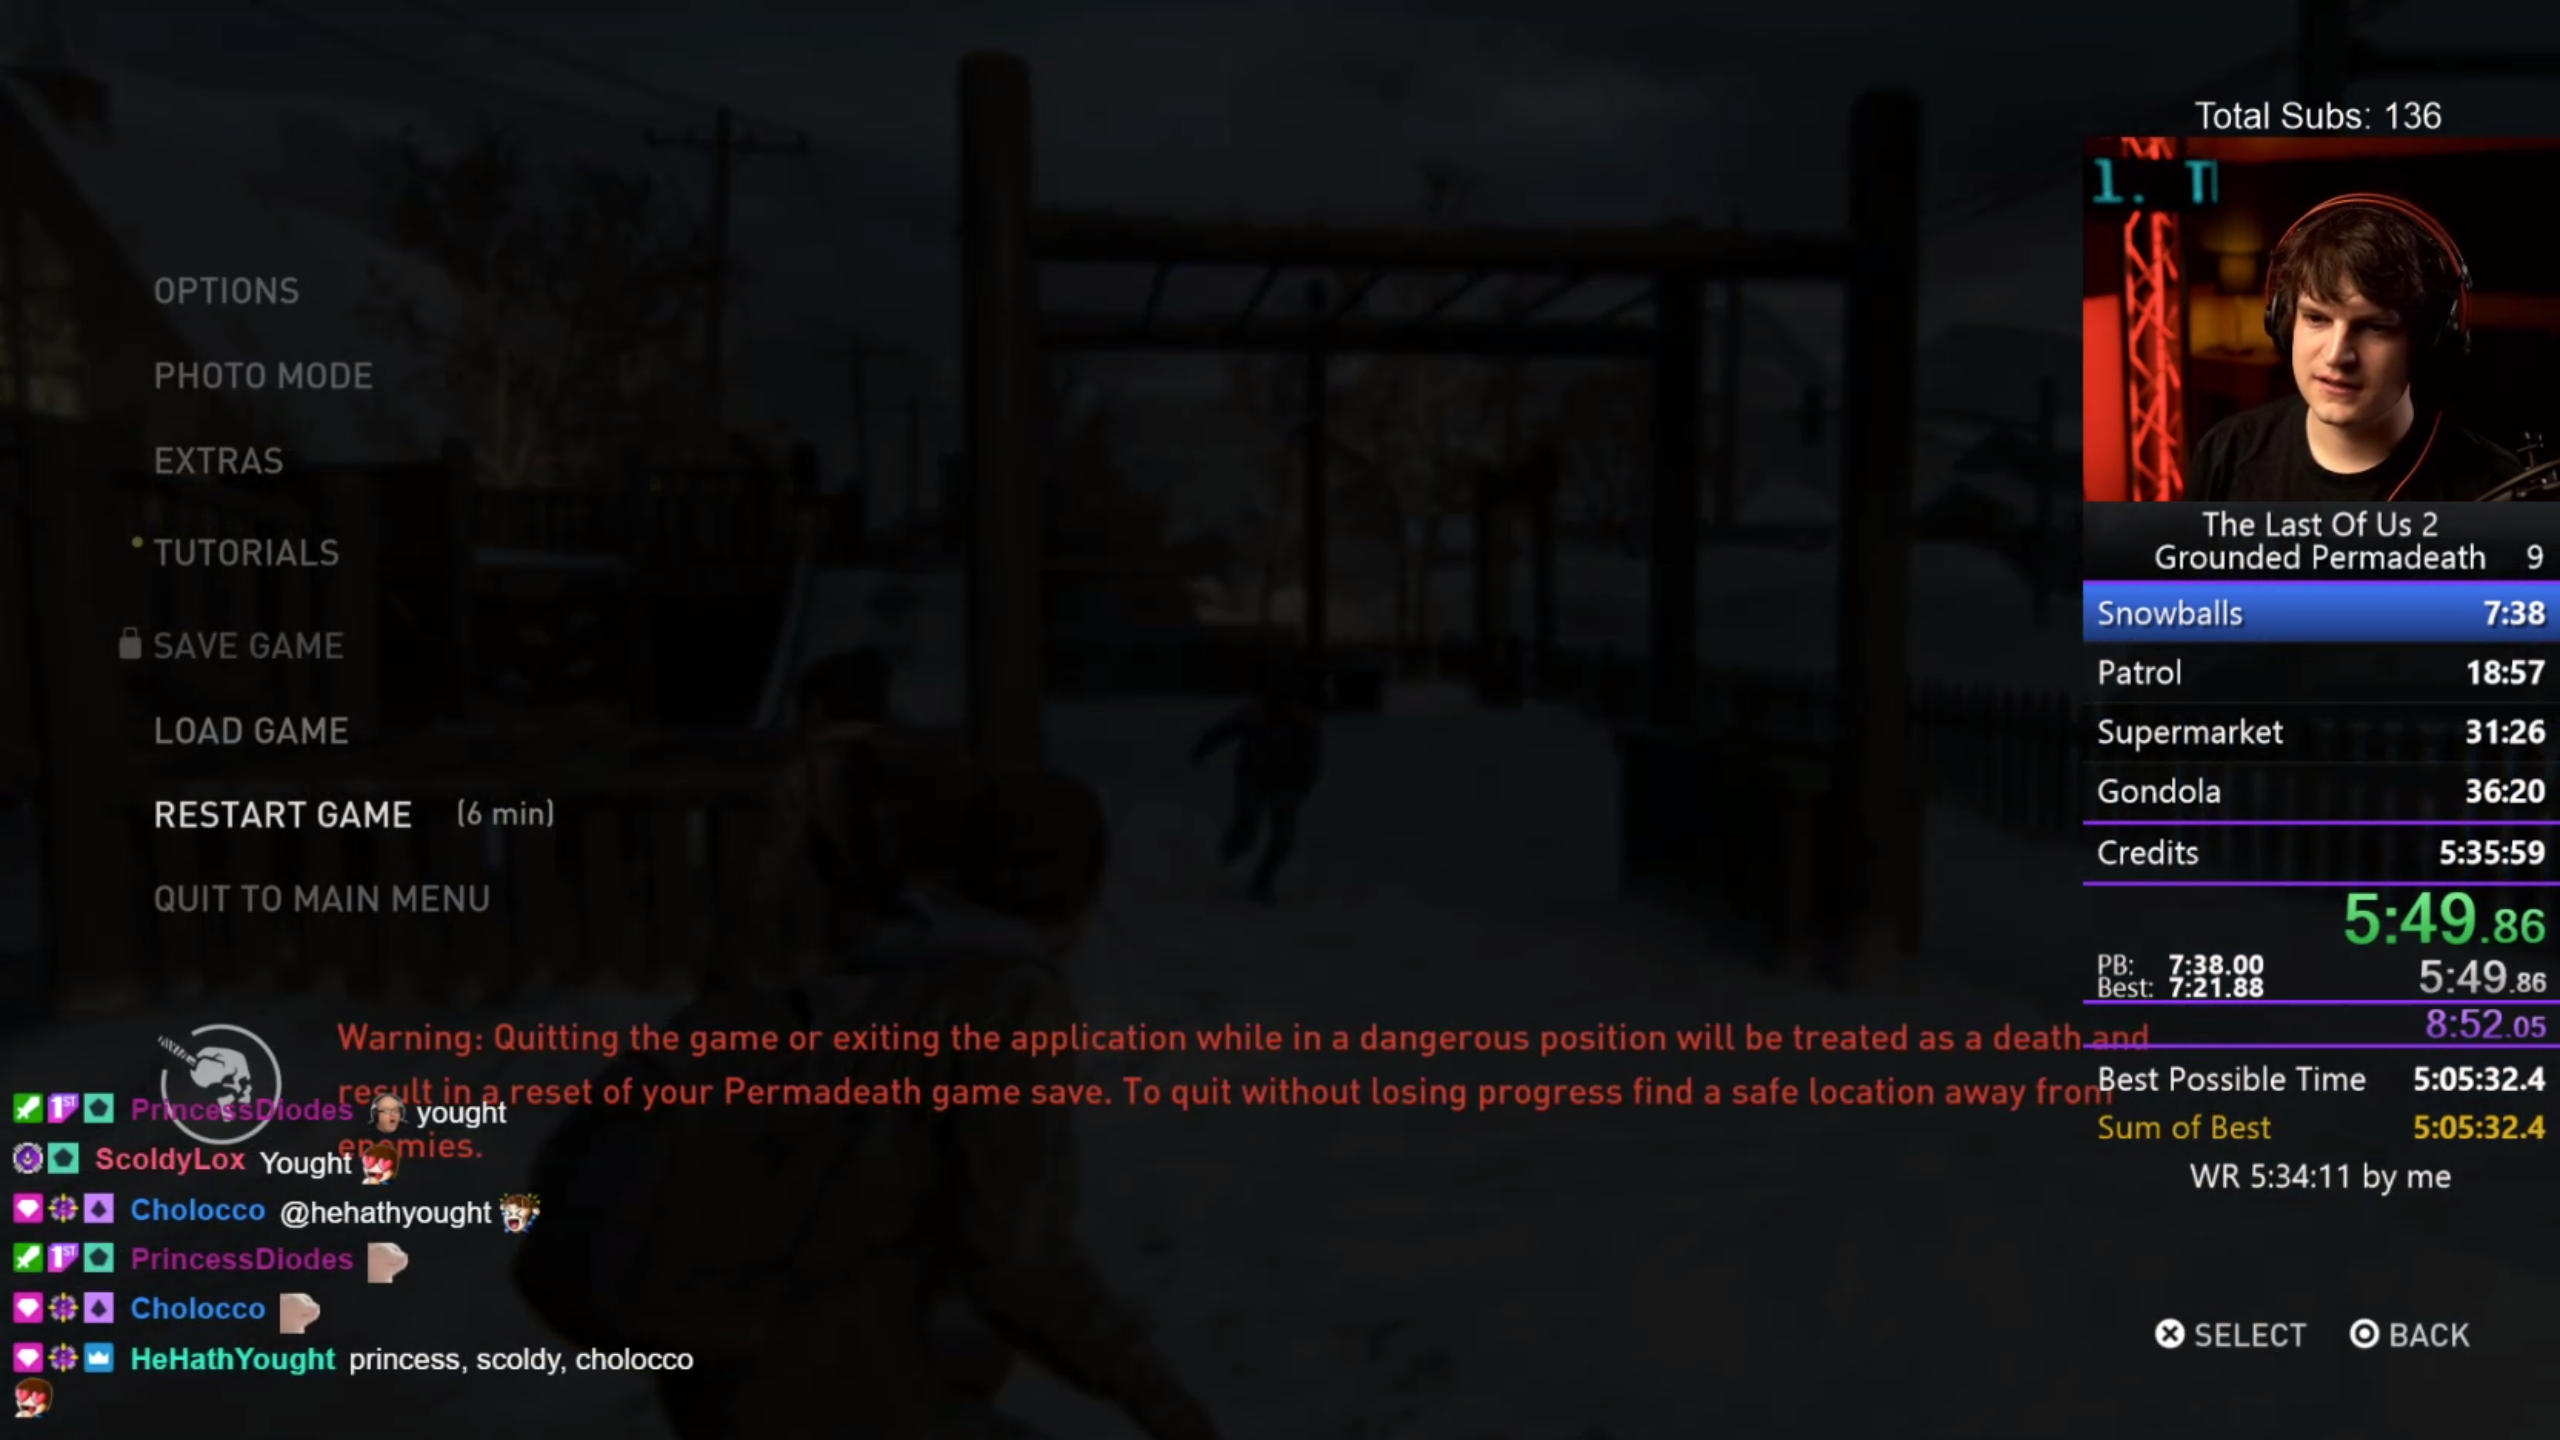 OPTIONS
PHOTO MODE
EXTRAS
TUTORIALS
SAVE GAME
LOAD GAME
RESTART GAME (6 min)
QUIT TO MAIN MENU
Warning: Quitting the game or exiting the application while in a dangerous position will be treated as a death and
result in a reset of your Permadeath game save. To quit without losing progress find a safe location away from
enemies.
1ST PrincessDiodes yought
ScoldyLox Yought
Cholocco @hehathyought
1ST PrincessDiodes
Cholocco
HeHathYought princess, scoldy, cholocco
Total Subs: 136
1. T
The Last Of Us 2
Grounded Permadeath 9
Snowballs 7:38
Patrol 18:57
Supermarket 31:26
Gondola 36:20
Credits 5:35:59
5:49.86
PB: 7:38.00
Best: 7:21.88
5:49.86
8:52.05
Best Possible Time 5:05:32.4
Sum of Best 5:05:32.4
WR 5:34:11 by me
SELECT BACK